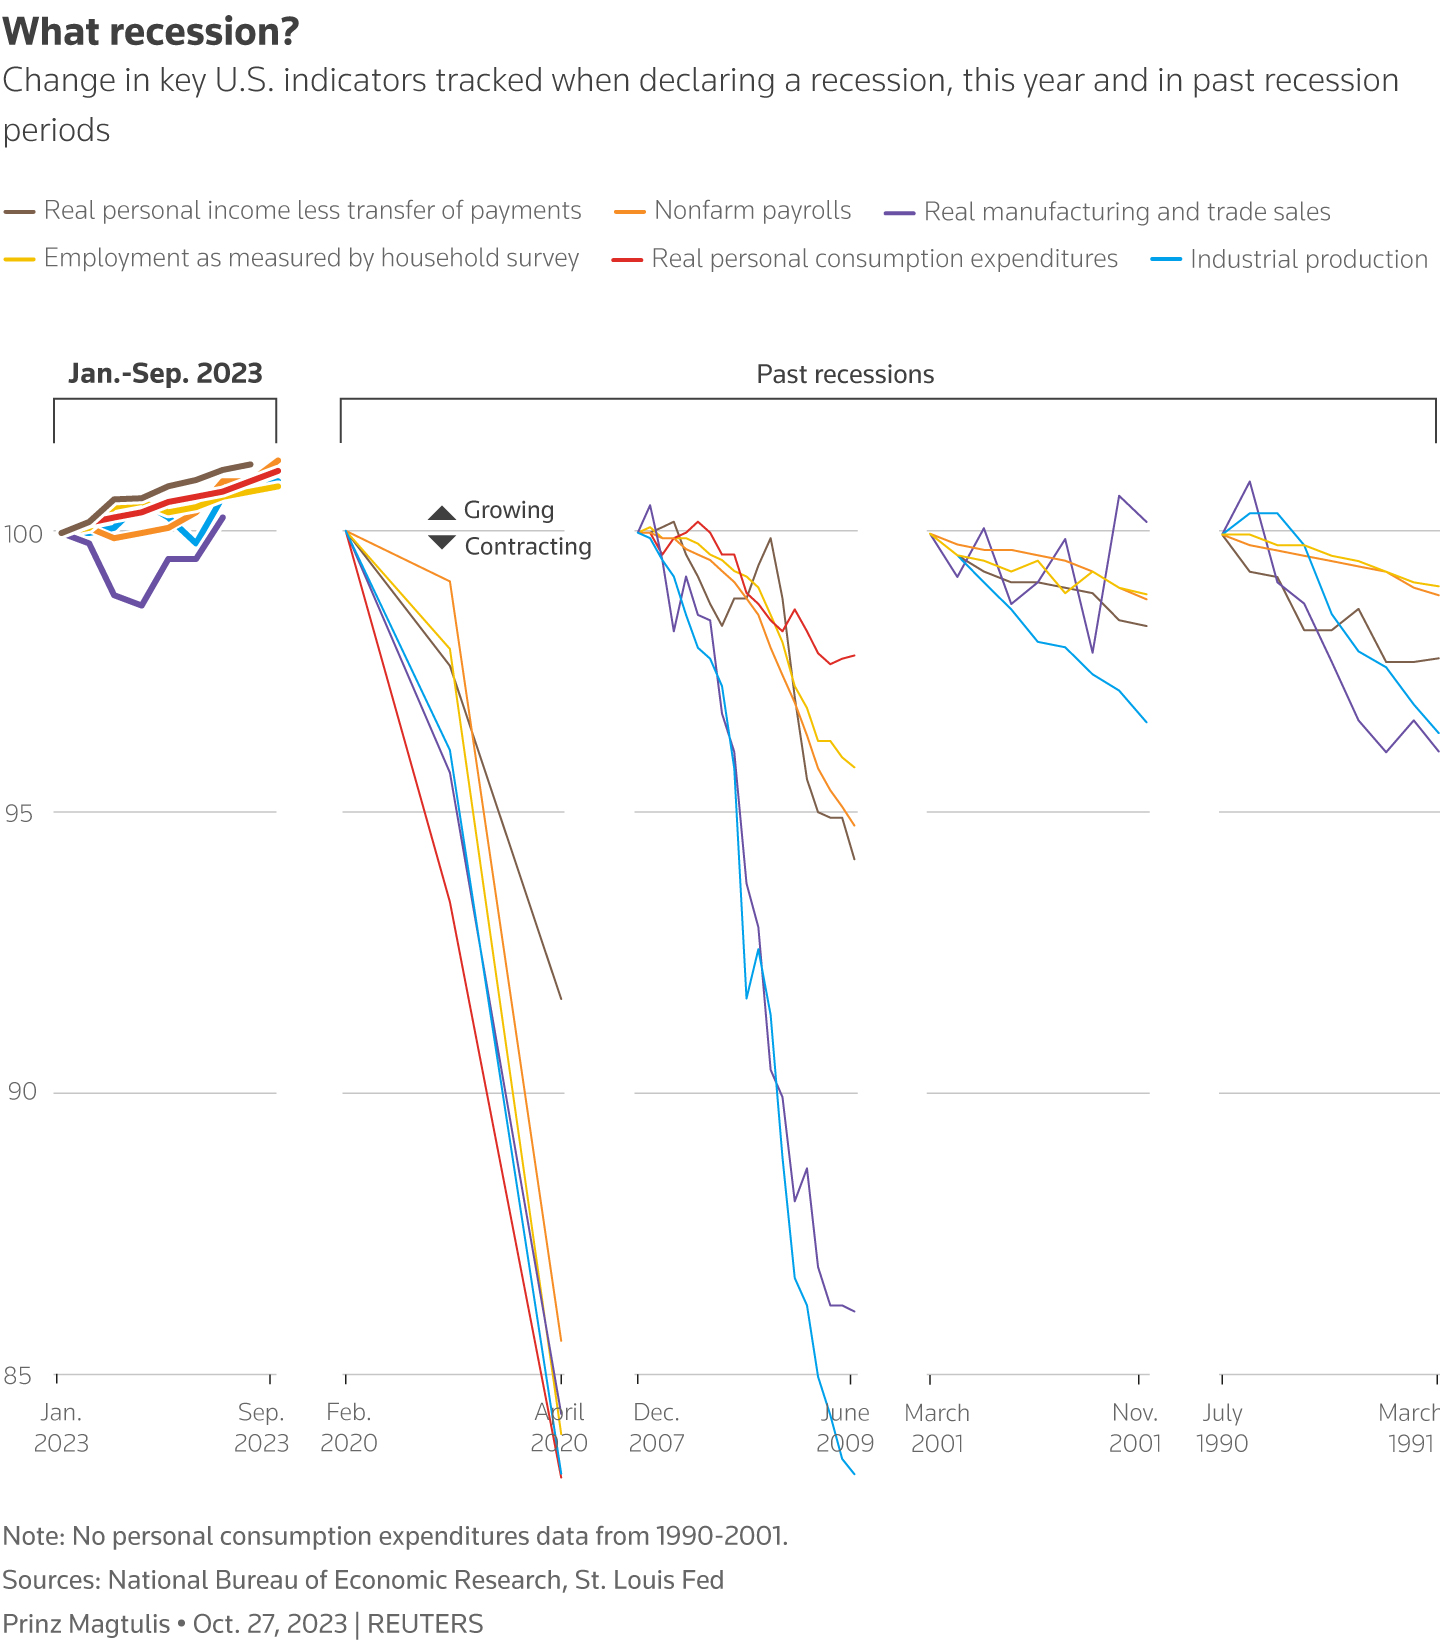 What recession?
Change in key U.S. indicators tracked when declaring a recession, this year and in past recession
periods
Real personal income less transfer of payments
Nonfarm payrolls
Real manufacturing and trade sales
Employment as measured by household survey
Real personal consumption expenditures
Industrial production
Jan.-Sep. 2023
Past recessions
Growing
Contracting
100
95
90
85
Jan.
2023
Sep.
2023
Feb.
2020
April
2020
Dec.
2007
June
2009
March
2001
Nov.
2001
July
1990
March
1991
Note: No personal consumption expenditures data from 1990-2001.
Sources: National Bureau of Economic Research, St. Louis Fed
Prinz Magtulis • Oct. 27, 2023 | REUTERS